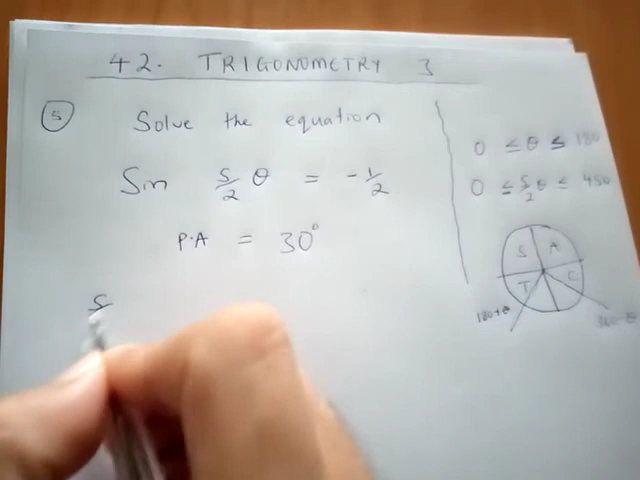 42. TRIGONOMETRY 3
5 Solve the equation
Sin 5/2 θ = -1/2
P.A = 30°
5
0 ≤ θ ≤ 180
0 ≤ 5/2 θ ≤ 450
S A
T C
180+θ
360-θ